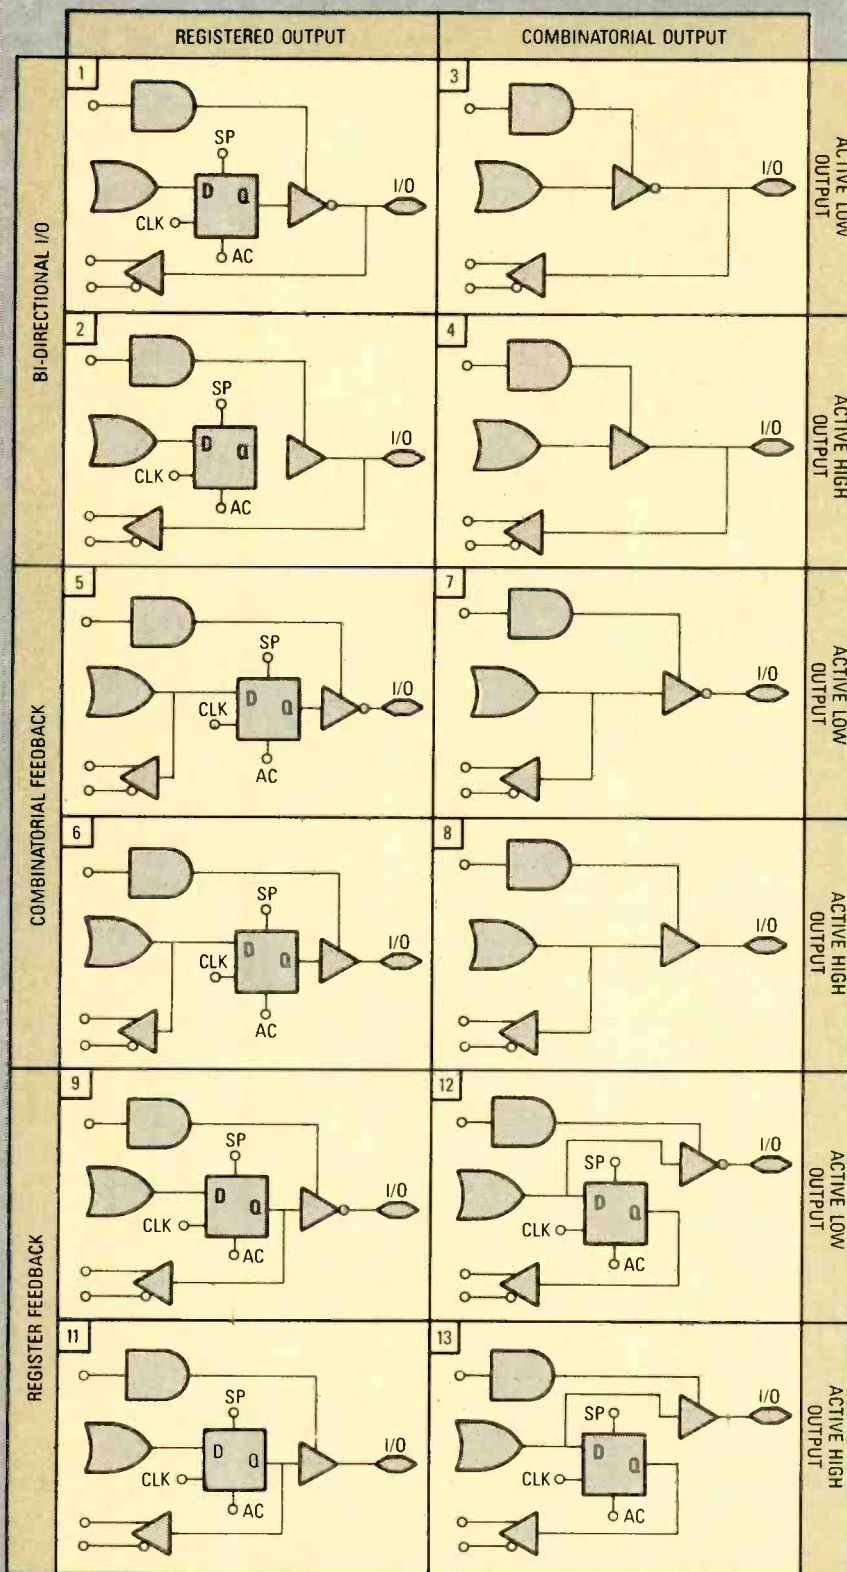 REGISTERED OUTPUT
COMBINATORIAL OUTPUT
BI-DIRECTIONAL I/O
1
SP
D Q
CLK
AC
I/O
3
I/O
ACTIVE LOW
OUTPUT
2
SP
D Q
CLK
AC
I/O
4
I/O
ACTIVE HIGH
OUTPUT
COMBINATORIAL FEEDBACK
5
SP
D Q
CLK
AC
I/O
7
I/O
ACTIVE LOW
OUTPUT
6
SP
D Q
CLK
AC
I/O
8
I/O
ACTIVE HIGH
OUTPUT
REGISTER FEEDBACK
9
SP
D Q
CLK
AC
I/O
12
SP
D Q
CLK
AC
I/O
ACTIVE LOW
OUTPUT
11
SP
D Q
CLK
AC
I/O
13
SP
D Q
CLK
AC
I/O
ACTIVE HIGH
OUTPUT